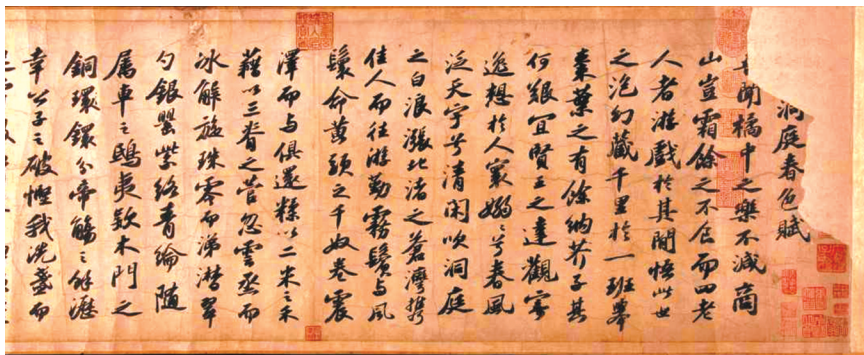 洞庭春色賦
聞橘中之樂不減商
山豈霜餘之不食而四老
人者游戲於其間悟此世
之泡幻藏千里於一班舉
棗葉之有餘納芥子其
何艱宜賢王之達觀寄
逸想於人寰嫋〻兮春風
泛天宇兮清閑吹洞庭
之白浪漲北渚之蒼灣携
佳人而往游勤霧鬢與風
鬟命黃頭之千奴卷震
澤而與俱還糅以二米之禾
藉以三脊之菅忽雲烝而
冰解旋珠零而涕潸翠
勺銀罌紫絡青綸隨
属車之鴟夷欵木門之
銅環鐶分帝觴之餘瀝
幸公子之破慳我洗盞而